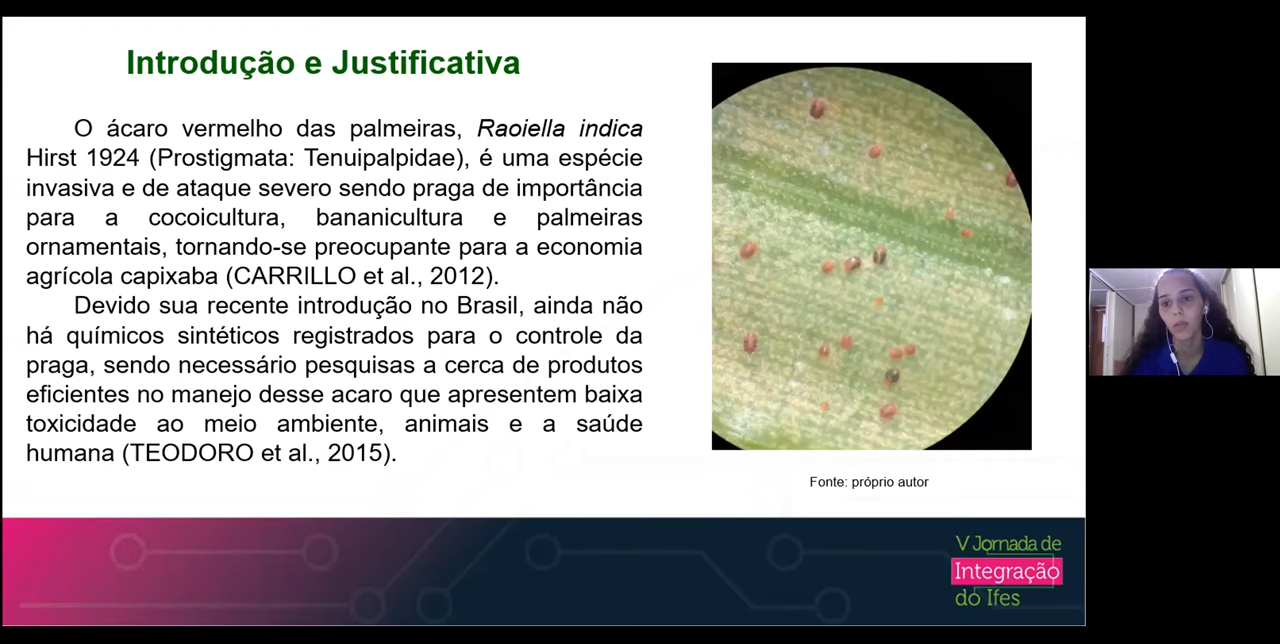 Introdução e Justificativa
O ácaro vermelho das palmeiras, Raoiella indica
Hirst 1924 (Prostigmata: Tenuipalpidae), é uma espécie
invasiva e de ataque severo sendo praga de importância
para a cocoicultura, bananicultura e palmeiras
ornamentais, tornando-se preocupante para a economia
agrícola capixaba (CARRILLO et al., 2012).
Devido sua recente introdução no Brasil, ainda não
há químicos sintéticos registrados para o controle da
praga, sendo necessário pesquisas a cerca de produtos
eficientes no manejo desse acaro que apresentem baixa
toxicidade ao meio ambiente, animais e a saúde
humana (TEODORO et al., 2015).
Fonte: próprio autor
V Jornada de
Integração
do Ifes